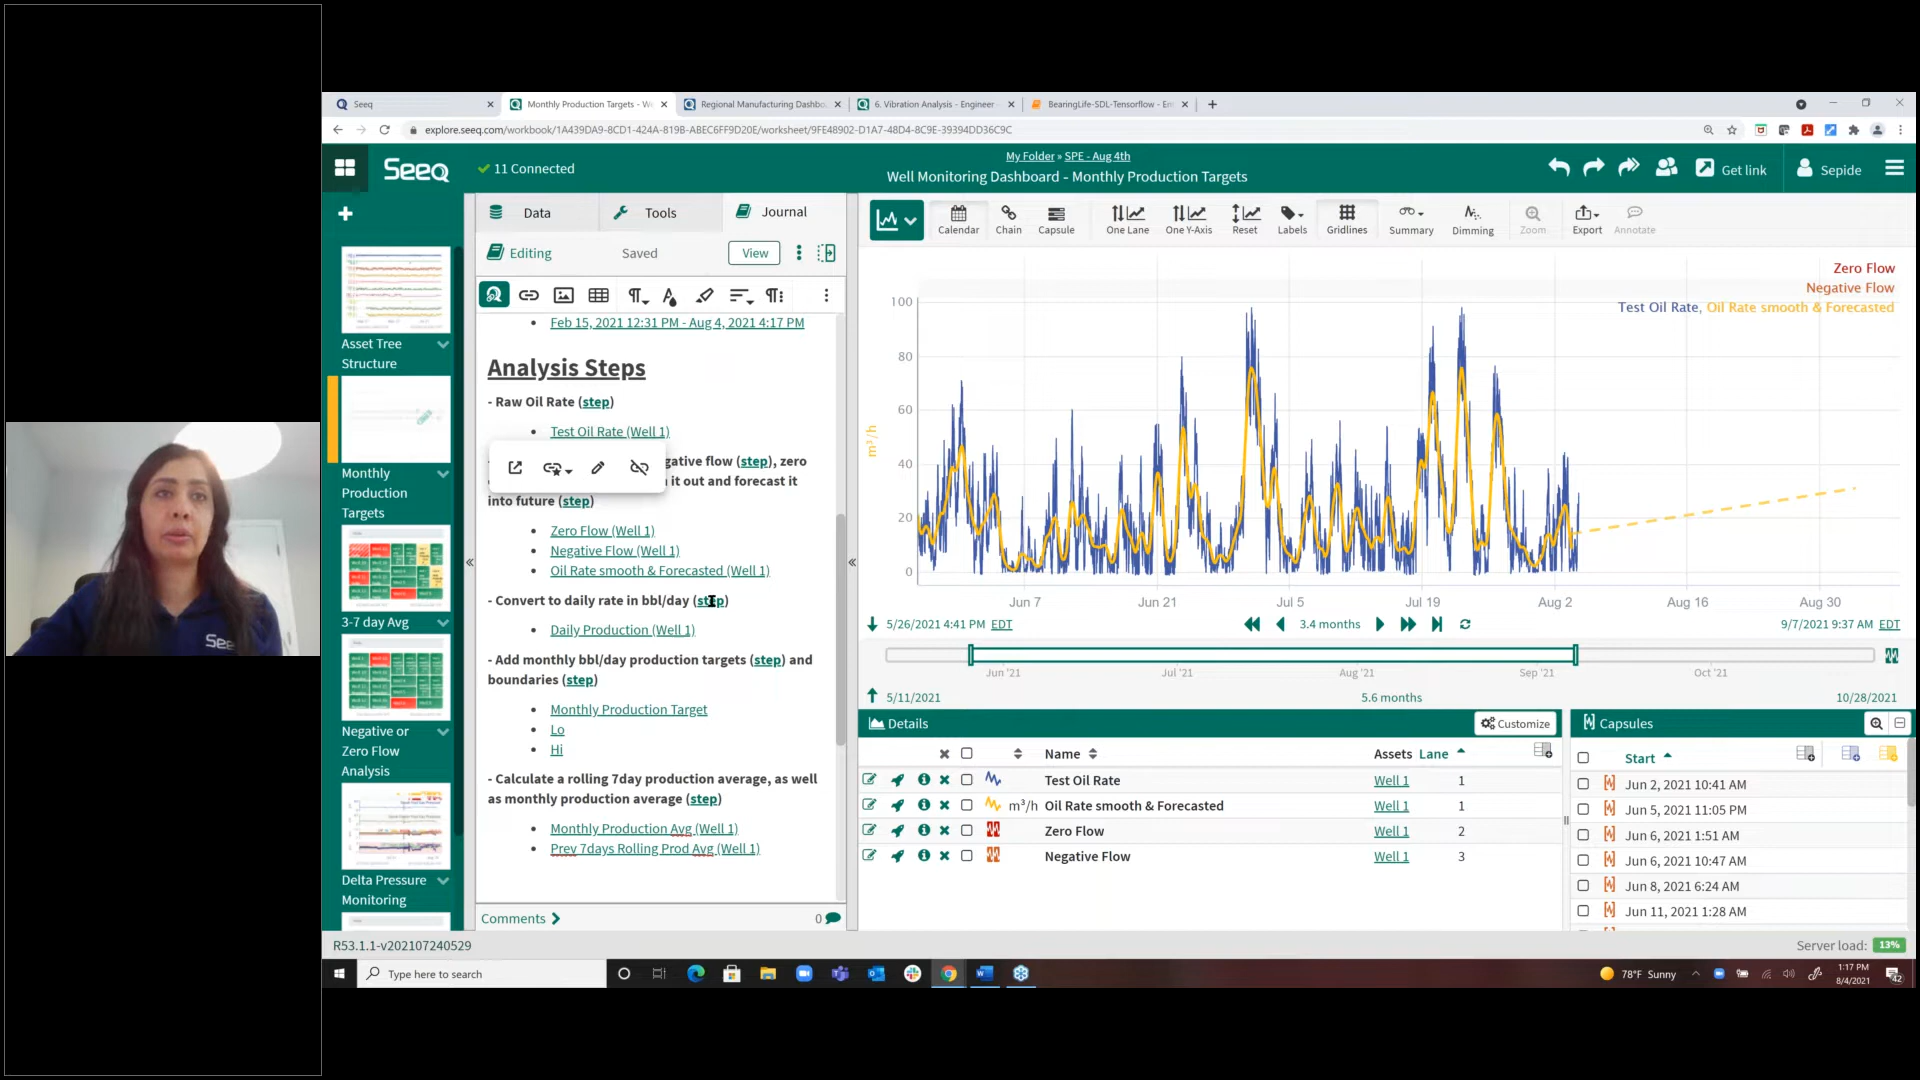 Seeq
Monthly Production Targets - We
Regional Manufacturing Dashbo
6. Vibration Analysis - Engineer
BearingLife-SDL-Tensorflow - En
explore.seeq.com/workbook/1A439DA9-8CD1-424A-819B-ABEC6FF9D20E/worksheet/9FE48902-D1A7-48D4-8C9E-39394DD36C9C
Seeq
11 Connected
My Folder » SPE - Aug 4th
Well Monitoring Dashboard - Monthly Production Targets
Get link
Sepide
Asset Tree
Structure
Monthly
Production
Targets
3-7 day Avg
Negative or
Zero Flow
Analysis
Delta Pressure
Monitoring
Data
Tools
Journal
Editing
Saved
View
Feb 15, 2021 12:31 PM - Aug 4, 2021 4:17 PM
Analysis Steps
- Raw Oil Rate (step)
Test Oil Rate (Well 1)
gative flow (step), zero
it out and forecast it
into future (step)
Zero Flow (Well 1)
Negative Flow (Well 1)
Oil Rate smooth & Forecasted (Well 1)
- Convert to daily rate in bbl/day (step)
Daily Production (Well 1)
- Add monthly bbl/day production targets (step) and
boundaries (step)
Monthly Production Target
Lo
Hi
- Calculate a rolling 7day production average, as well
as monthly production average (step)
Monthly Production Avg (Well 1)
Prev 7days Rolling Prod Avg (Well 1)
Comments
0
Calendar
Chain
Capsule
One Lane
One Y-Axis
Reset
Labels
Gridlines
Summary
Dimming
Zoom
Export
Annotate
Zero Flow
Negative Flow
Test Oil Rate, Oil Rate smooth & Forecasted
m³/h
100
80
60
40
20
0
Jun 7
Jun 21
Jul 5
Jul 19
Aug 2
Aug 16
Aug 30
5/26/2021 4:41 PM EDT
3.4 months
9/7/2021 9:37 AM EDT
Jun '21
Jul '21
Aug '21
Sep '21
Oct '21
5/11/2021
5.6 months
10/28/2021
Details
Customize
Name
Assets
Lane
Test Oil Rate
Well 1
1
m³/h
Oil Rate smooth & Forecasted
Well 1
1
Zero Flow
Well 1
2
Negative Flow
Well 1
3
Capsules
Start
Jun 2, 2021 10:41 AM
Jun 5, 2021 11:05 PM
Jun 6, 2021 1:51 AM
Jun 6, 2021 10:47 AM
Jun 8, 2021 6:24 AM
Jun 11, 2021 1:28 AM
R53.1.1-v202107240529
Server load: 13%
Type here to search
78°F Sunny
1:17 PM
8/4/2021
42